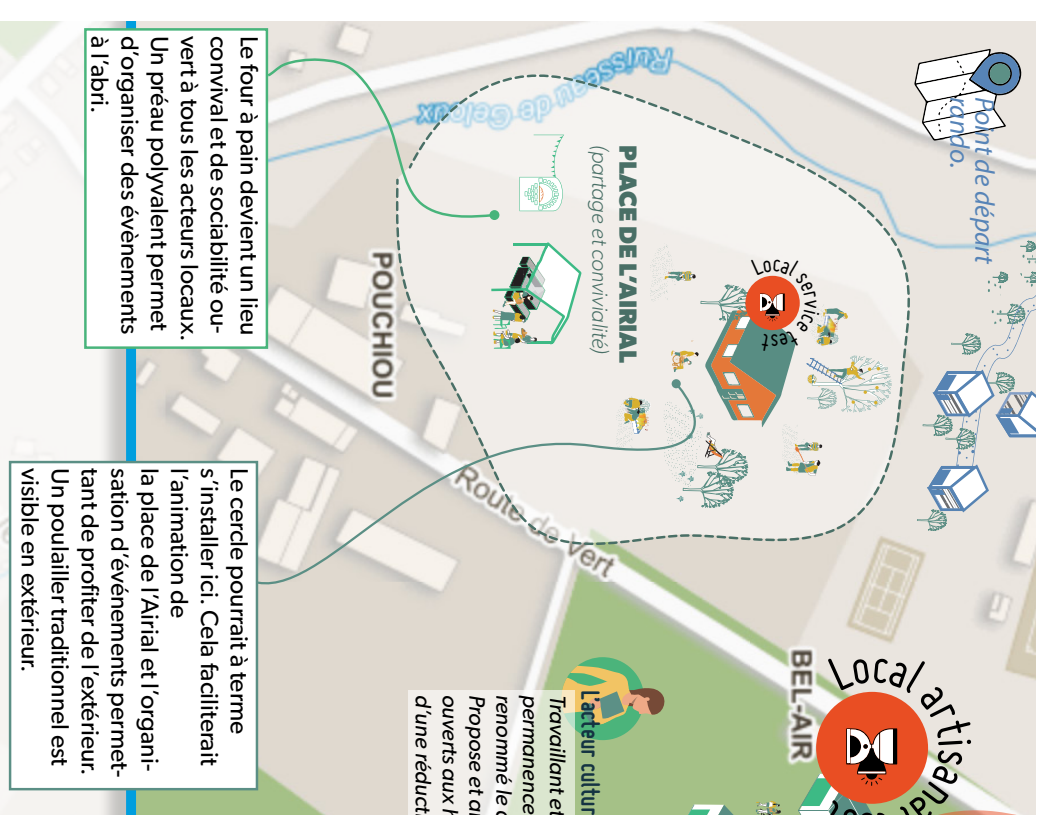 Point de départ
rando.
Ruisseau de Geloux
PLACE DE L'AIRIAL
(partage et convivialité)
Local service
test
Le four à pain devient un lieu
convival et de sociabilité ou-
vert à tous les acteurs locaux.
Un préau polyvalent permet
d'organiser des évènements
à l'abri.
POUCHIOU
Route de Vert
Le cercle pourrait à terme
s'installer ici. Cela faciliterait
l'animation de
la place de l'Airial et l'organi-
sation d'événements permet-
tant de profiter de l'extérieur.
Un poulailler traditionnel est
visible en extérieur.
BEL-AIR
Local artisanal
L'acteur cultur
Travaillant et
permanence
renommé le
Propose et a
ouverts aux
d'une réduct